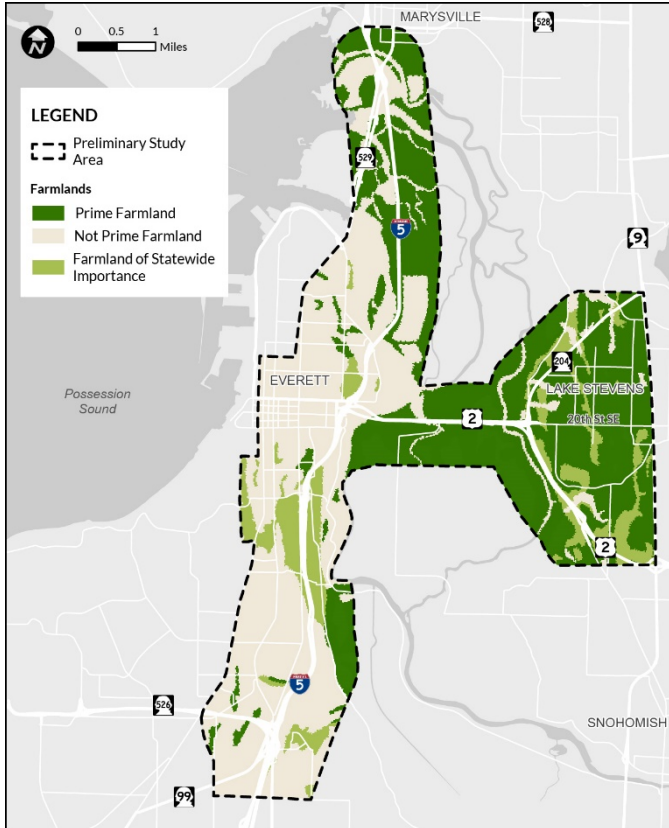 MARYSVILLE
528
N
0 0.5 1
Miles
LEGEND
Preliminary Study
Area
Farmlands
Prime Farmland
Not Prime Farmland
Farmland of Statewide
Importance
529
5
9
204
EVERETT
LAKE STEVENS
Possession
Sound
2
20th St SE
2
5
526
SNOHOMISH
99